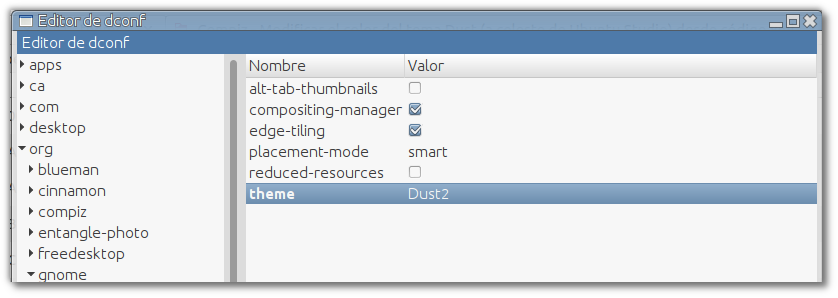 Editor de dconf
Editor de dconf
apps
ca
com
desktop
org
blueman
cinnamon
compiz
entangle-photo
freedesktop
gnome
Nombre Valor
alt-tab-thumbnails
compositing-manager
edge-tiling
placement-mode smart
reduced-resources
theme Dust2